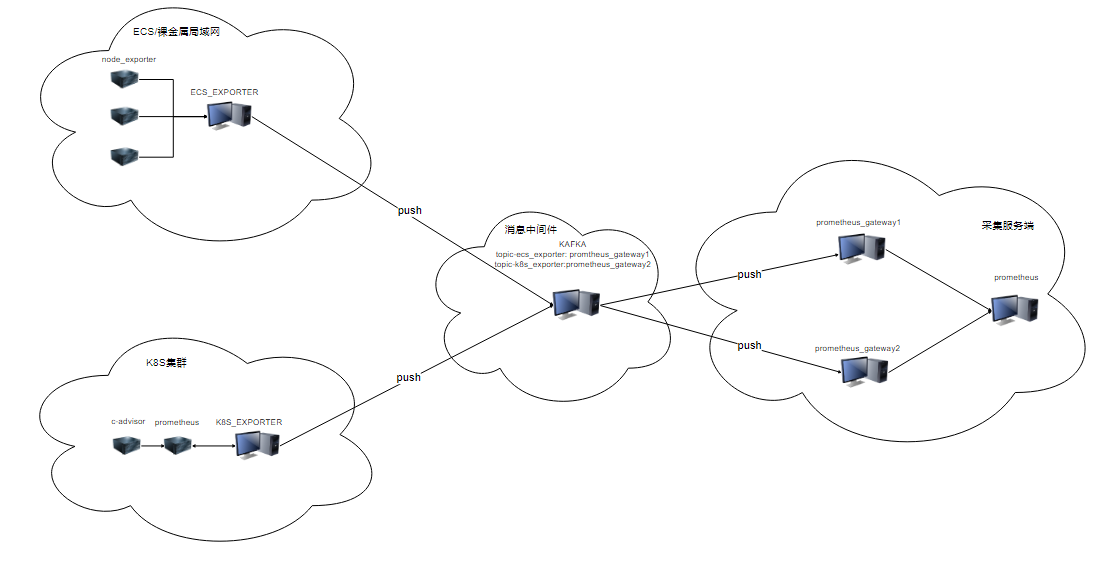 ECS/裸金属局域网
node_exporter
ECS_EXPORTER
push
消息中间件
KAFKA
topic-ecs_exporter: promtheus_gateway1
topic-k8s_exporter:prometheus_gateway2
push
K8S集群
c-advisor
prometheus
K8S_EXPORTER
采集服务端
prometheus_gateway1
push
prometheus
push
prometheus_gateway2